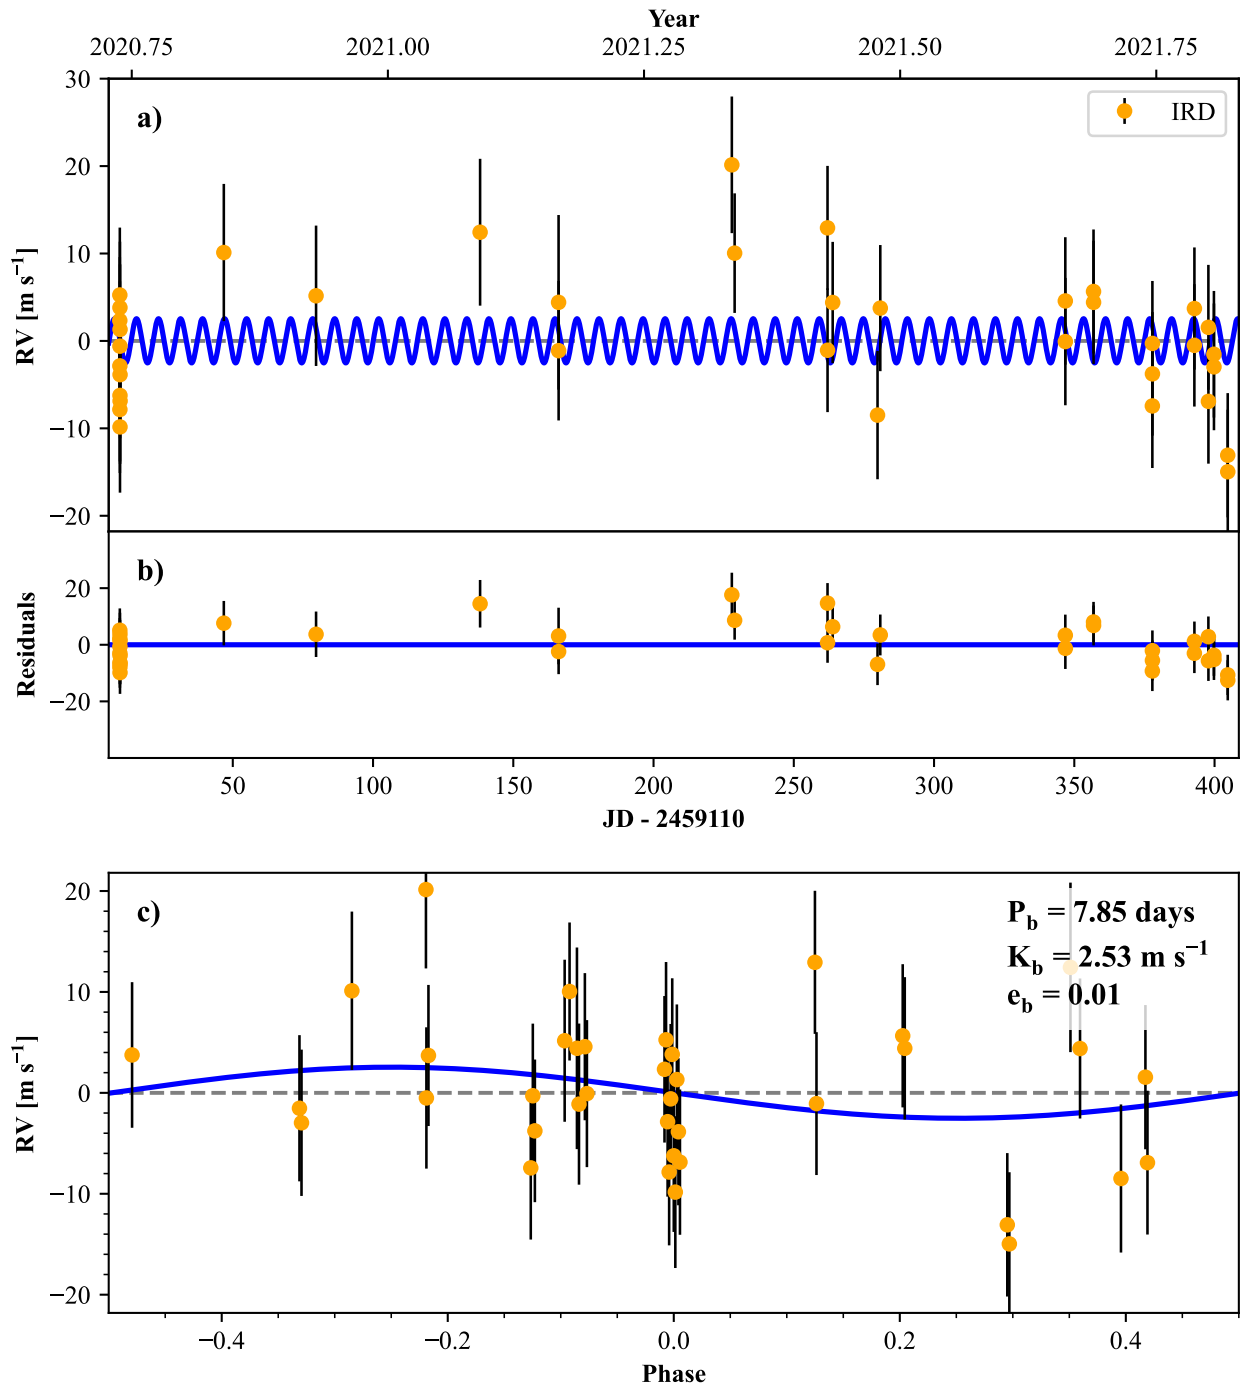 Year
2020.75 2021.00 2021.25 2021.50 2021.75
a)
IRD
30
20
10
0
−10
−20
RV [m s⁻¹]
b)
20
0
−20
Residuals
50 100 150 200 250 300 350 400
JD - 2459110
c)
P_b = 7.85 days
K_b = 2.53 m s⁻¹
e_b = 0.01
20
10
0
−10
−20
RV [m s⁻¹]
−0.4 −0.2 0.0 0.2 0.4
Phase